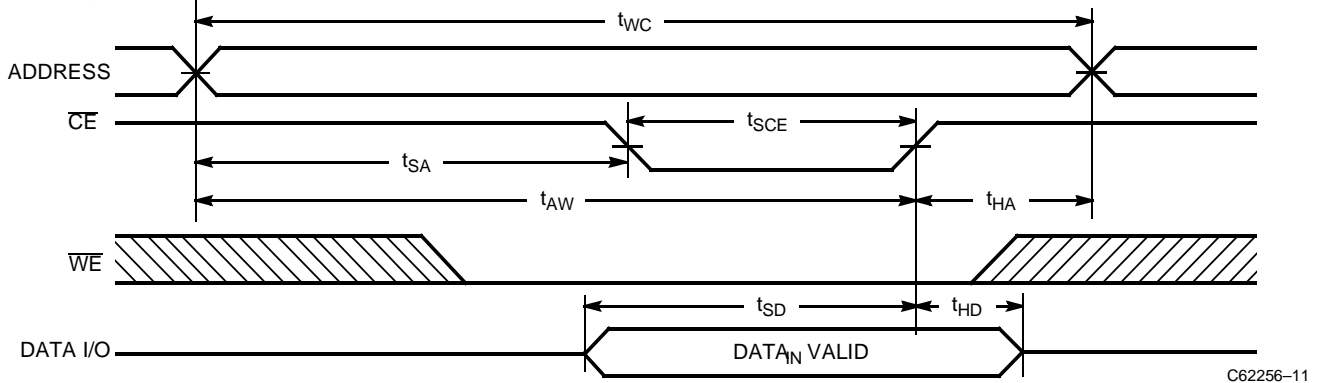 tWC
ADDRESS
CE
tSCE
tSA
tAW
tHA
WE
tSD
tHD
DATA I/O
DATAIN VALID
C62256–11